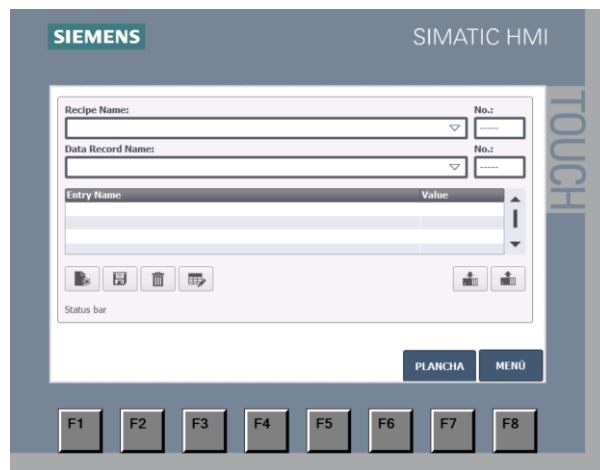 SIEMENS SIMATIC HMI
TOUCH
Recipe Name: No.:
-----
Data Record Name: No.:
-----
Entry Name Value
Status bar
PLANCHA MENÚ
F1 F2 F3 F4 F5 F6 F7 F8